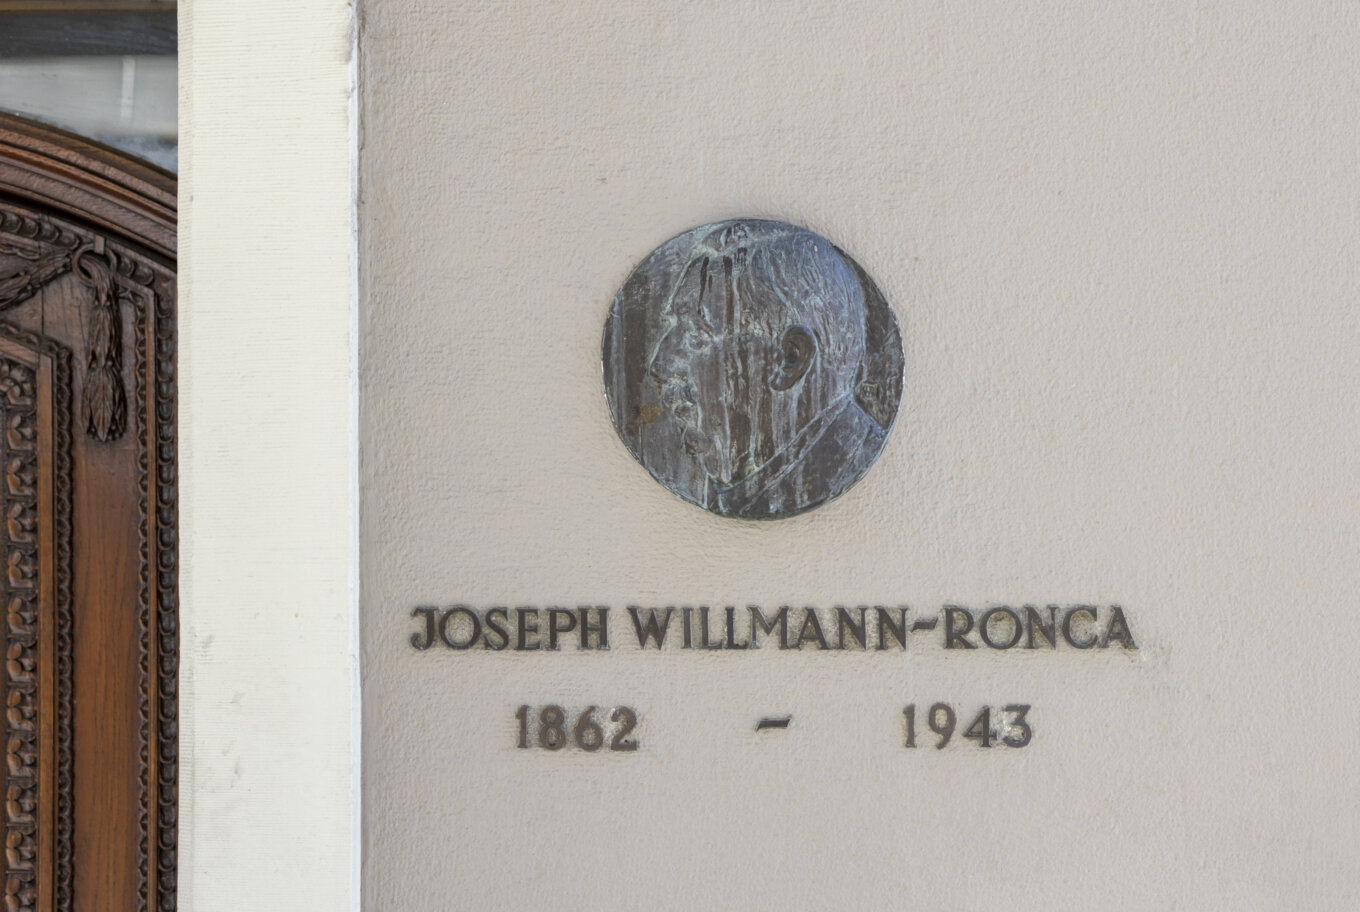 JOSEPH WILLMANN-RONCA
1862 - 1943